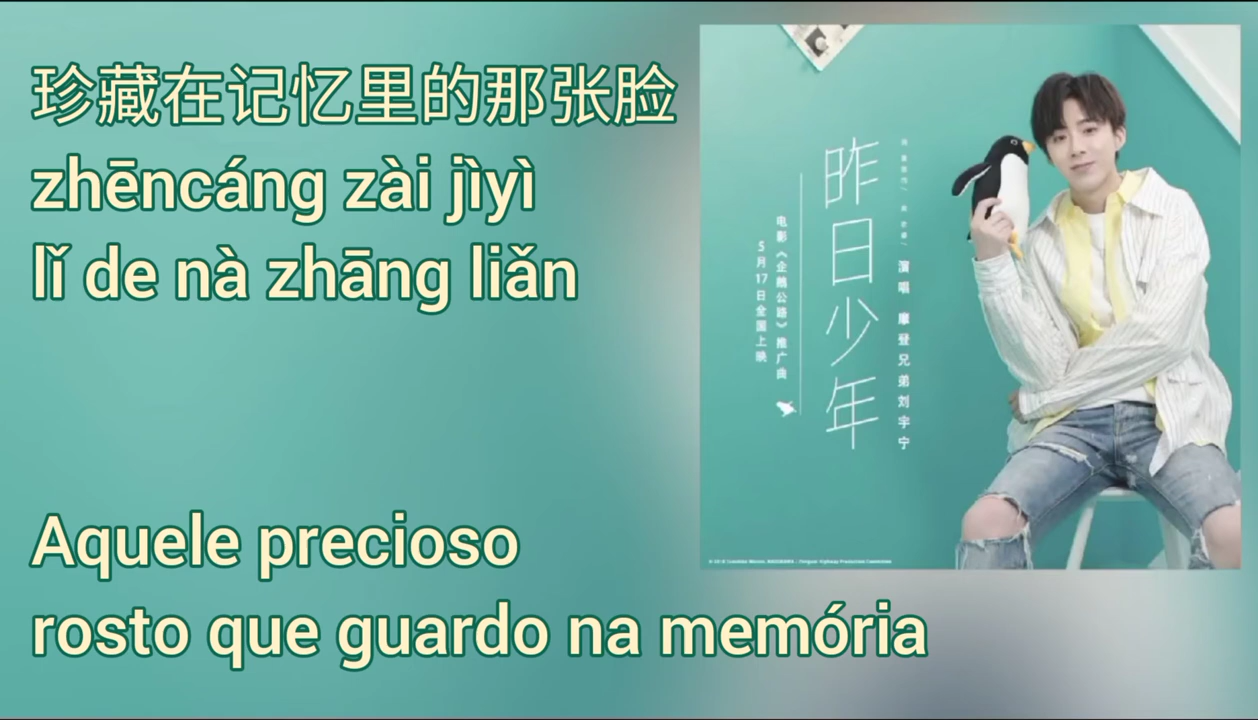 珍藏在记忆里的那张脸
zhēncáng zài jìyì
lǐ de nà zhāng liǎn
昨日少年
演唱 摩登兄弟刘宇宁
电影《企鹅公路》推广曲
5月17日全国上映
Aquele precioso
rosto que guardo na memória